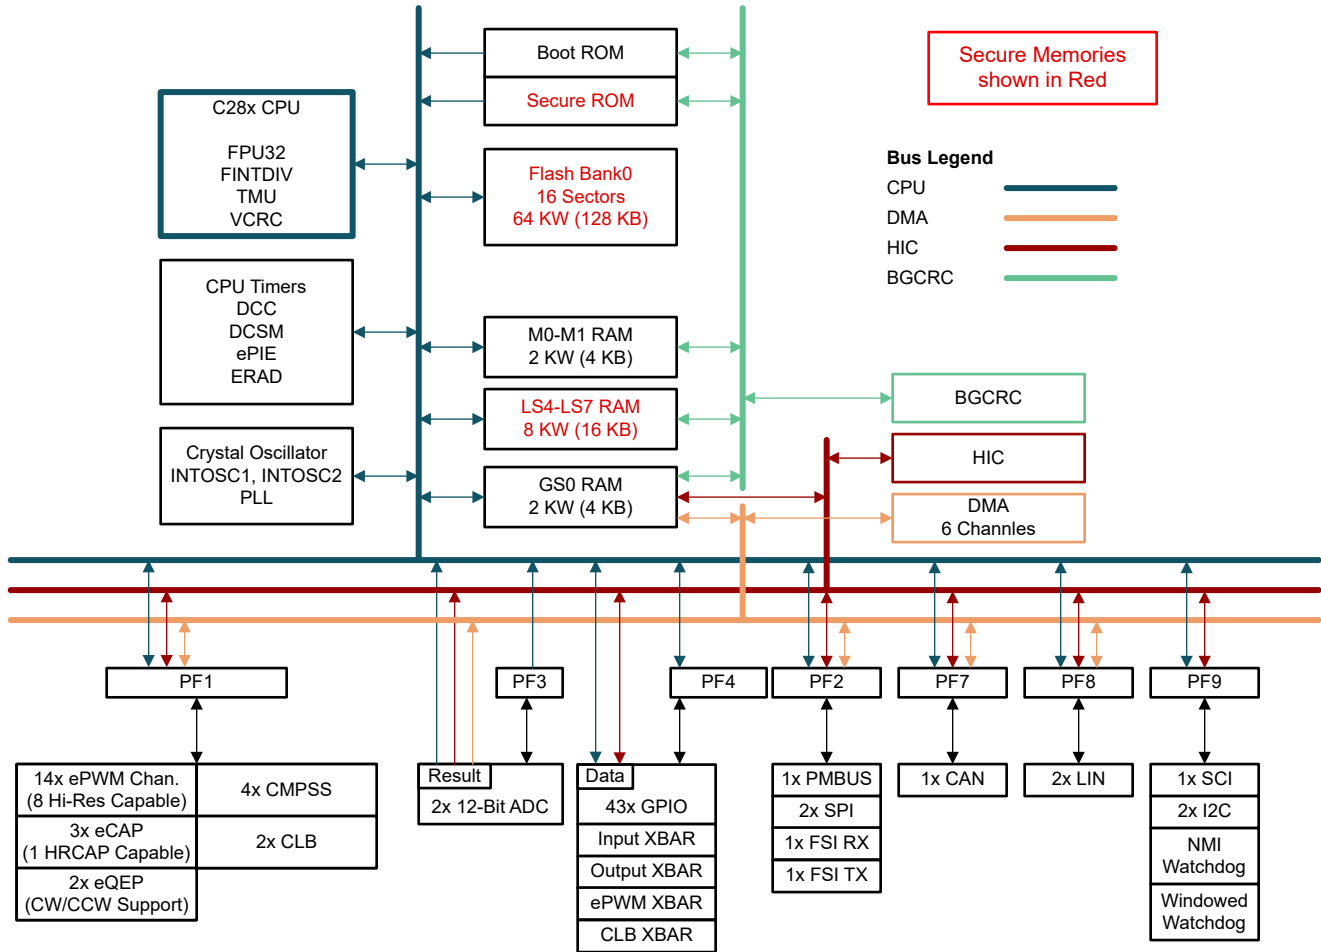 Boot ROM
Secure ROM
Secure Memories
shown in Red
C28x CPU
FPU32
FINTDIV
TMU
VCRC
Flash Bank0
16 Sectors
64 KW (128 KB)
Bus Legend
CPU
DMA
HIC
BGCRC
CPU Timers
DCC
DCSM
ePIE
ERAD
M0-M1 RAM
2 KW (4 KB)
LS4-LS7 RAM
8 KW (16 KB)
BGCRC
Crystal Oscillator
INTOSC1, INTOSC2
PLL
GS0 RAM
2 KW (4 KB)
HIC
DMA
6 Channles
PF1
PF3
PF4
PF2
PF7
PF8
PF9
14x ePWM Chan.
(8 Hi-Res Capable)
4x CMPSS
3x eCAP
(1 HRCAP Capable)
2x CLB
2x eQEP
(CW/CCW Support)
Result
2x 12-Bit ADC
Data
43x GPIO
Input XBAR
Output XBAR
ePWM XBAR
CLB XBAR
1x PMBUS
2x SPI
1x FSI RX
1x FSI TX
1x CAN
2x LIN
1x SCI
2x I2C
NMI
Watchdog
Windowed
Watchdog